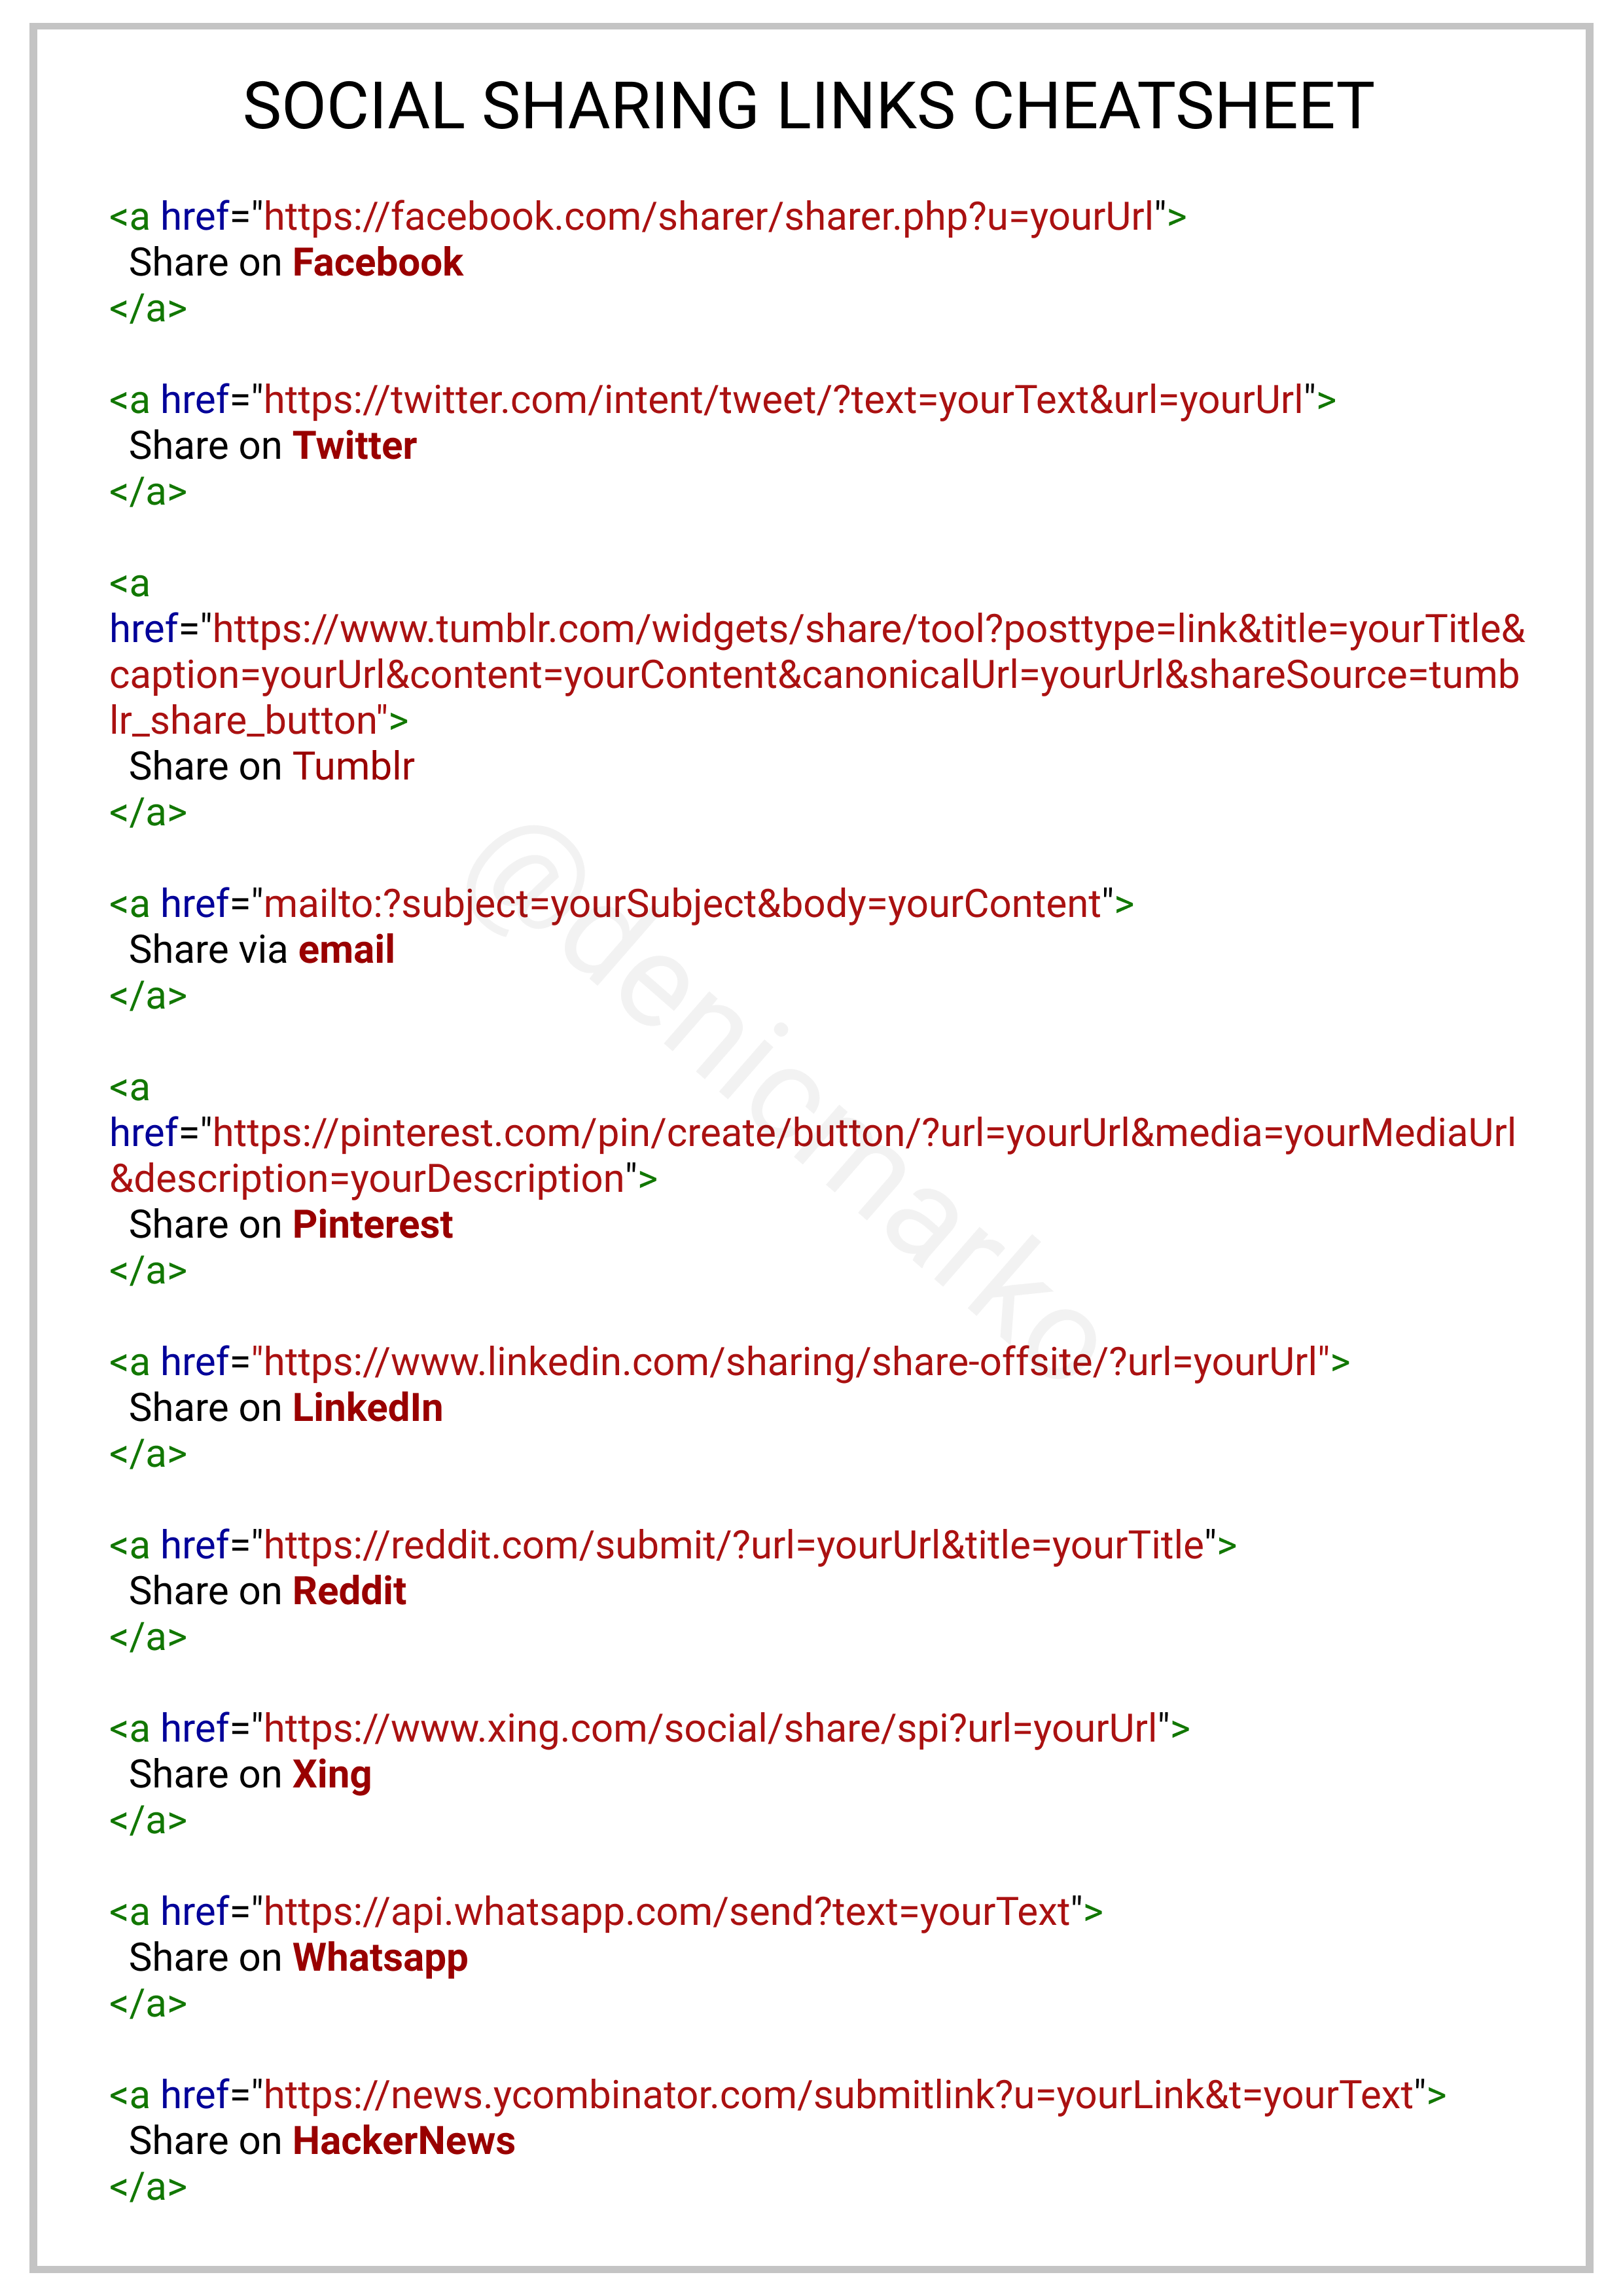 SOCIAL SHARING LINKS CHEATSHEET
<a href="https://facebook.com/sharer/sharer.php?u=yourUrl">
Share on Facebook
</a>
<a href="https://twitter.com/intent/tweet/?text=yourText&url=yourUrl">
Share on Twitter
</a>
<a
href="https://www.tumblr.com/widgets/share/tool?posttype=link&title=yourTitle&
caption=yourUrl&content=yourContent&canonicalUrl=yourUrl&shareSource=tumb
lr_share_button">
Share on Tumblr
</a>
<a href="mailto:?subject=yourSubject&body=yourContent">
Share via email
</a>
<a
href="https://pinterest.com/pin/create/button/?url=yourUrl&media=yourMediaUrl
&description=yourDescription">
Share on Pinterest
</a>
<a href="https://www.linkedin.com/sharing/share-offsite/?url=yourUrl">
Share on LinkedIn
</a>
<a href="https://reddit.com/submit/?url=yourUrl&title=yourTitle">
Share on Reddit
</a>
<a href="https://www.xing.com/social/share/spi?url=yourUrl">
Share on Xing
</a>
<a href="https://api.whatsapp.com/send?text=yourText">
Share on Whatsapp
</a>
<a href="https://news.ycombinator.com/submitlink?u=yourLink&t=yourText">
Share on HackerNews
</a>
@denicmarko